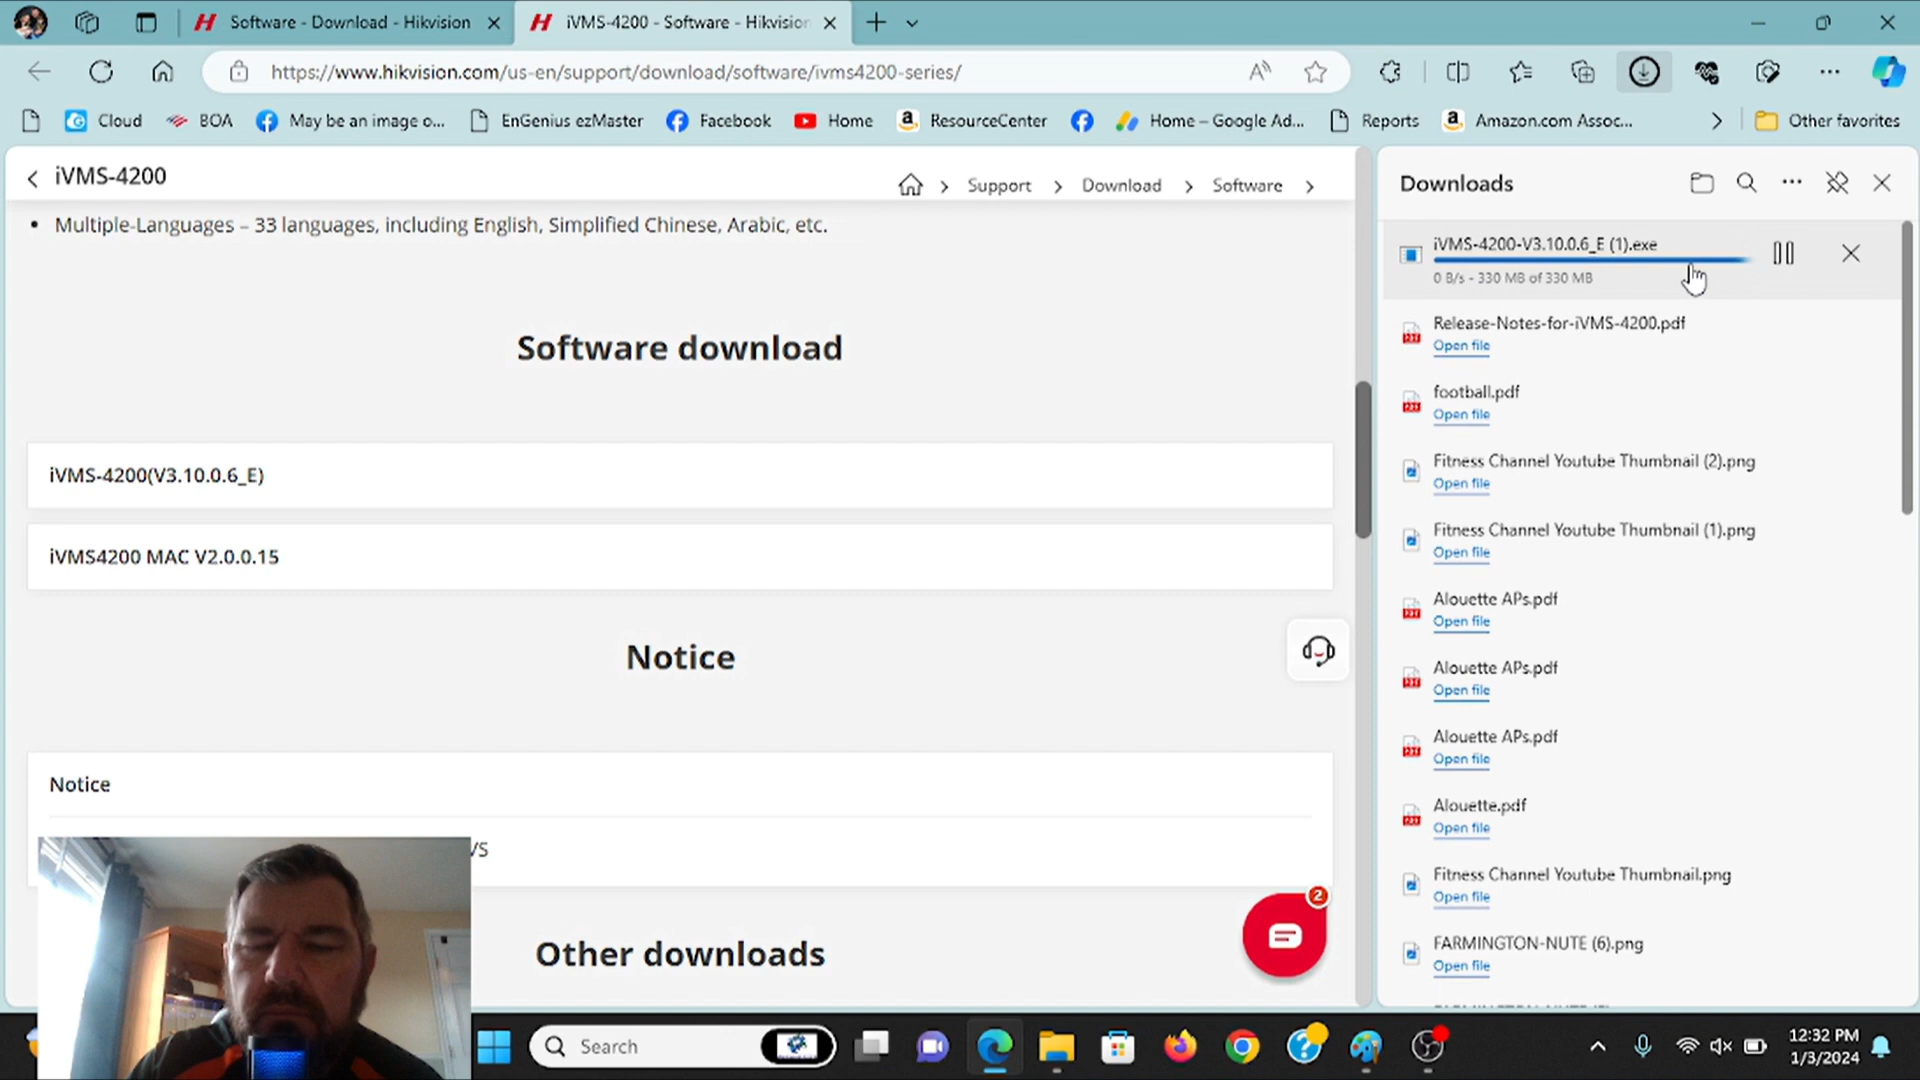 Software - Download - Hikvision
iVMS-4200 - Software - Hikvision
https://www.hikvision.com/us-en/support/download/software/ivms4200-series/
Cloud
BOA
May be an image o...
EnGenius ezMaster
Facebook
Home
ResourceCenter
Home – Google Ad...
Reports
Amazon.com Assoc...
Other favorites
iVMS-4200
Support
Download
Software
• Multiple-Languages – 33 languages, including English, Simplified Chinese, Arabic, etc.
Software download
iVMS-4200(V3.10.0.6_E)
iVMS4200 MAC V2.0.0.15
Notice
Notice
VS
Other downloads
2
Downloads
iVMS-4200-V3.10.0.6_E (1).exe
0 B/s - 330 MB of 330 MB
Release-Notes-for-iVMS-4200.pdf
Open file
football.pdf
Open file
Fitness Channel Youtube Thumbnail (2).png
Open file
Fitness Channel Youtube Thumbnail (1).png
Open file
Alouette APs.pdf
Open file
Alouette APs.pdf
Open file
Alouette APs.pdf
Open file
Alouette.pdf
Open file
Fitness Channel Youtube Thumbnail.png
Open file
FARMINGTON-NUTE (6).png
Open file
Search
12:32 PM
1/3/2024